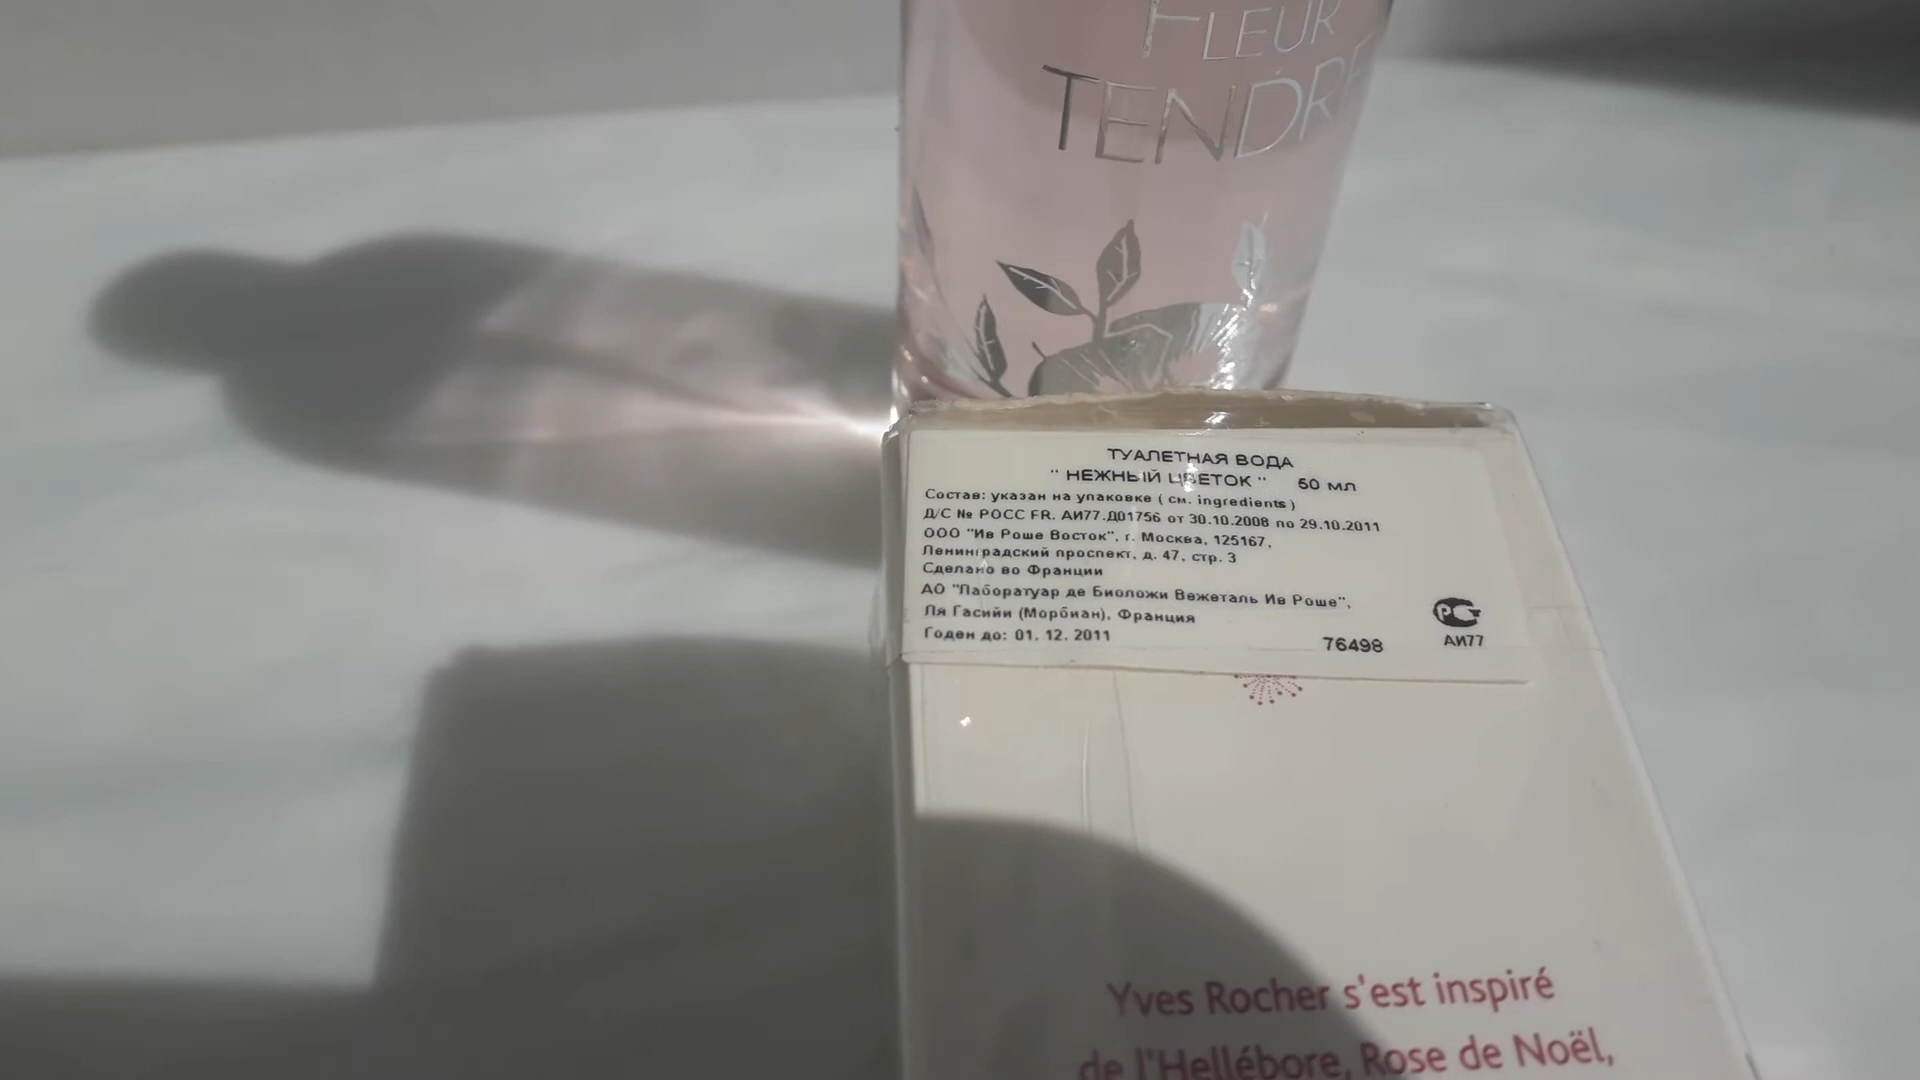 FLEUR
TENDRE
ТУАЛЕТНАЯ ВОДА
" НЕЖНЫЙ ЦВЕТОК " 50 мл
Состав: указан на упаковке ( см. ingredients )
Д/С № РОСС FR. АИ77.Д01756 от 30.10.2008 по 29.10.2011
ООО "Ив Роше Восток", г. Москва, 125167,
Ленинградский проспект, д. 47, стр. 3
Сделано во Франции
АО "Лаборатуар де Биоложи Вежеталь Ив Роше",
Ля Гасийи (Морбиан), Франция
Годен до: 01. 12. 2011
76498
РС
АИ77
Yves Rocher s'est inspiré
de l'Hellébore, Rose de Noël,